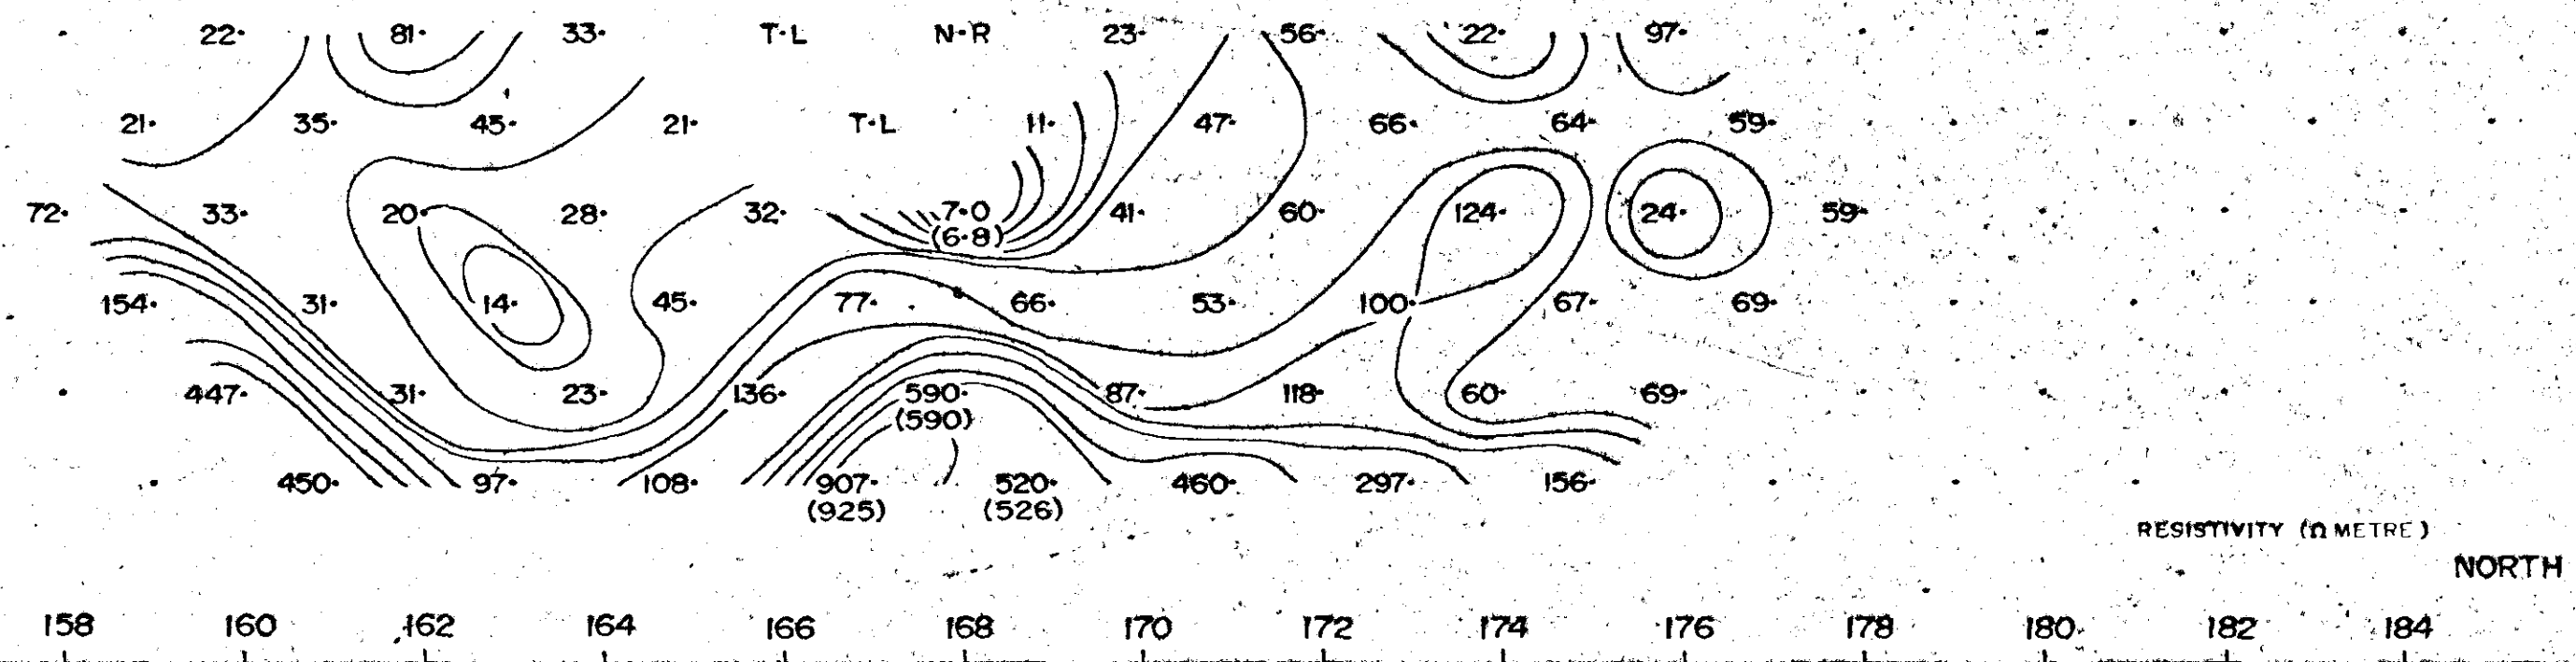 22· 81· 33· T·L N·R 23· 56· 22· 97·
21· 35· 45· 21· T·L 11· 47· 66· 64· 59·
72· 33· 20· 28· 32· 7·0 41· 60· 124· 24· 59·
(6·8)
154· 31· 14· 45· 77· 66· 53· 100· 67· 69·
447· 31· 23· 136· 590· 87· 118· 60· 69·
(590)
450· 97· 108· 907· 520· 460· 297· 156·
(925) (526)
RESISTIVITY (Ω METRE)
NORTH
158 160 162 164 166 168 170 172 174 176 178 180 182 184